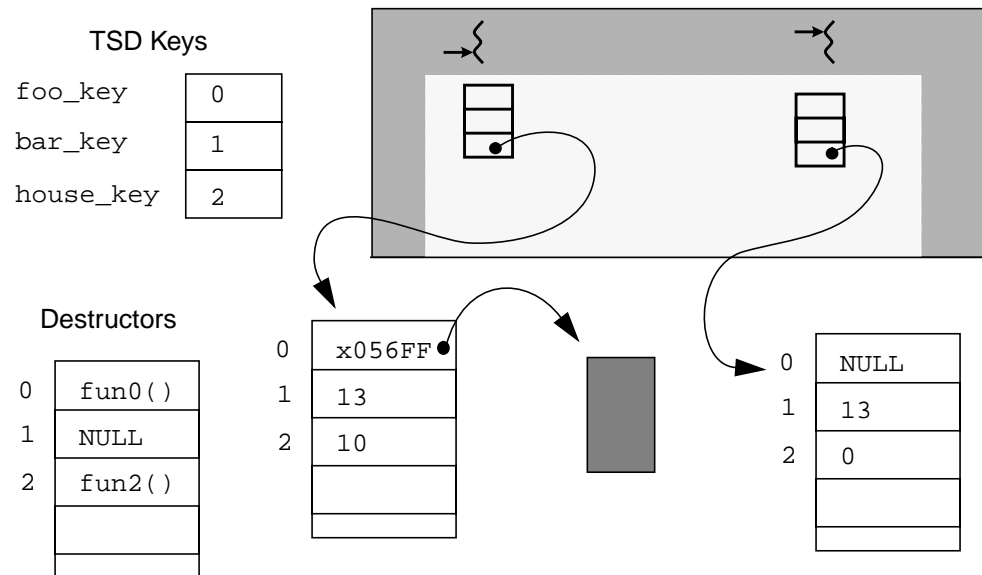 TSD Keys
foo_key 0
bar_key 1
house_key 2
Destructors
0 fun0()
1 NULL
2 fun2()
0 x056FF
1 13
2 10
0 NULL
1 13
2 0